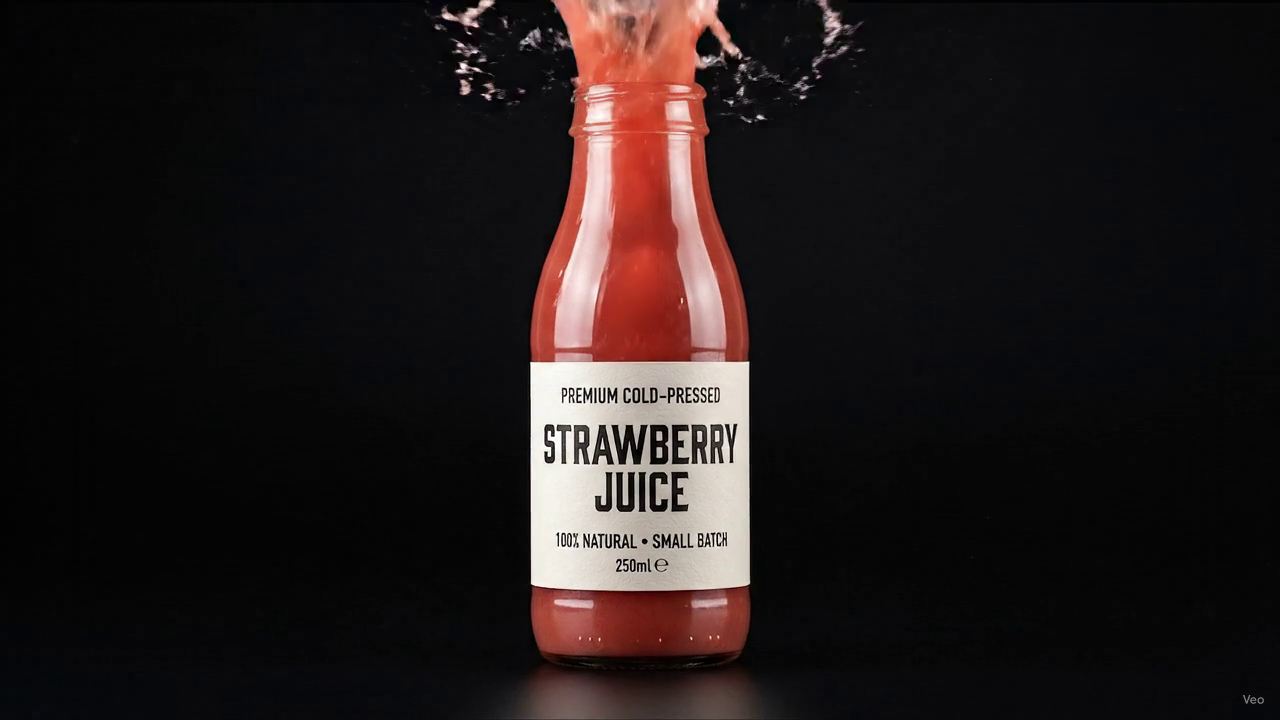 PREMIUM COLD-PRESSED
STRAWBERRY
JUICE
100% NATURAL • SMALL BATCH
250ml ℮
Veo